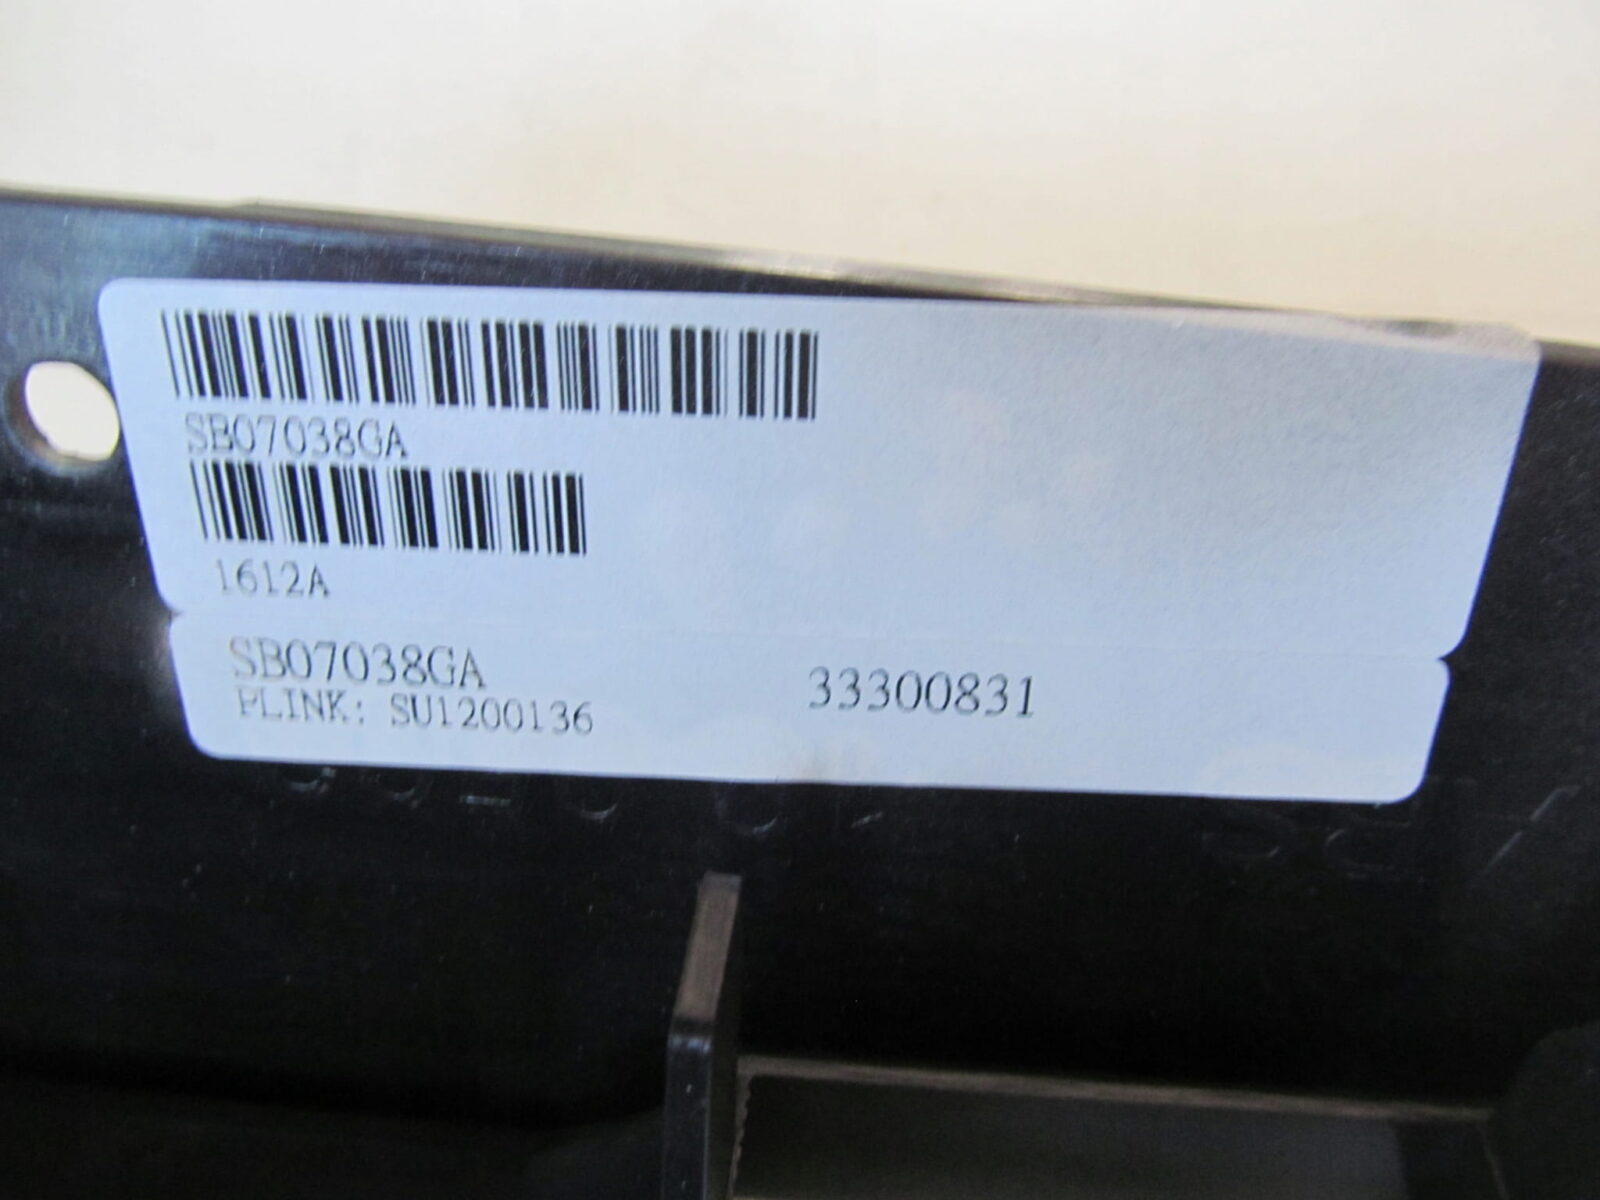 SB07038GA
1612A
SB07038GA 33300831
PLINK: SU1200136